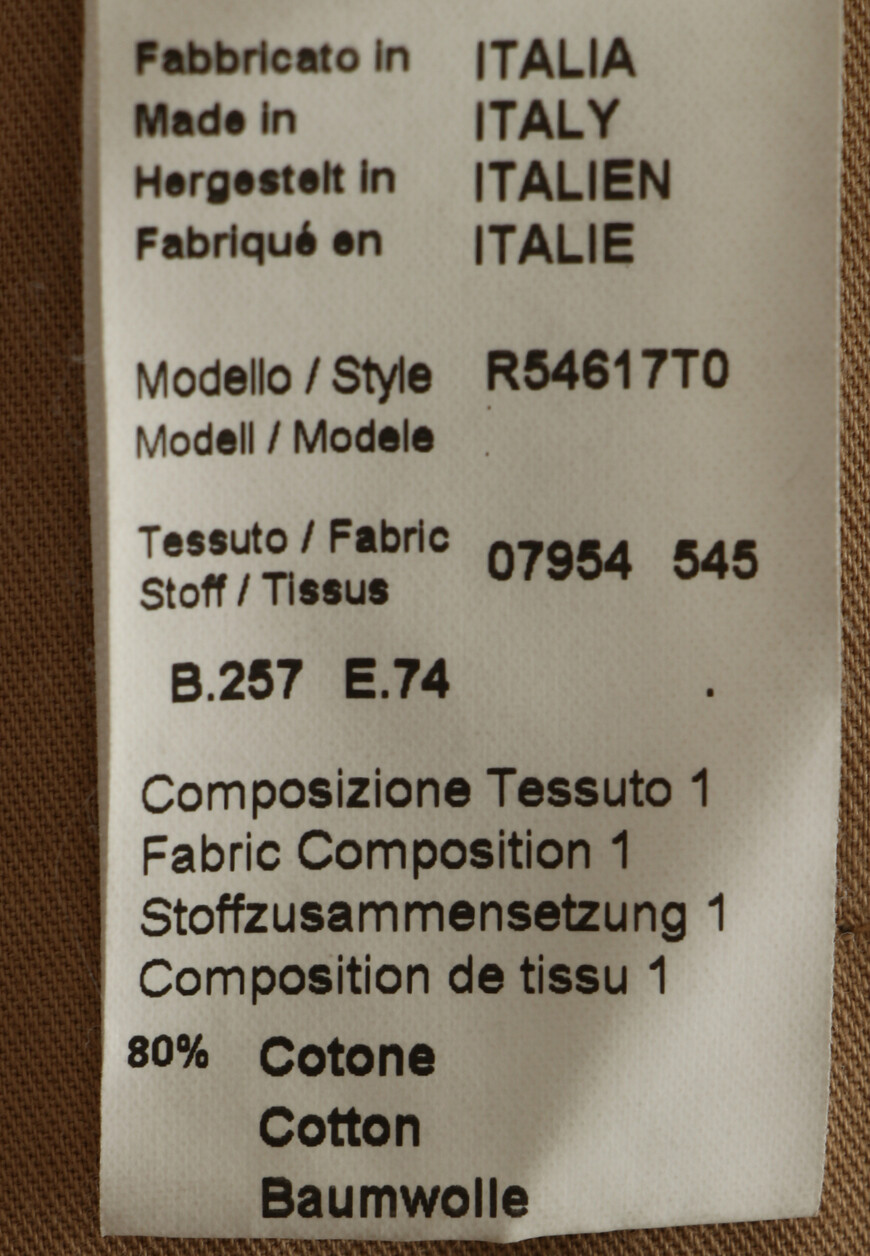 Fabbricato in ITALIA
Made in ITALY
Hergestelt in ITALIEN
Fabriqué en ITALIE
Modello / Style R54617T0
Modell / Modele
Tessuto / Fabric 07954 545
Stoff / Tissus
B.257 E.74 .
Composizione Tessuto 1
Fabric Composition 1
Stoffzusammensetzung 1
Composition de tissu 1
80% Cotone
Cotton
Baumwolle